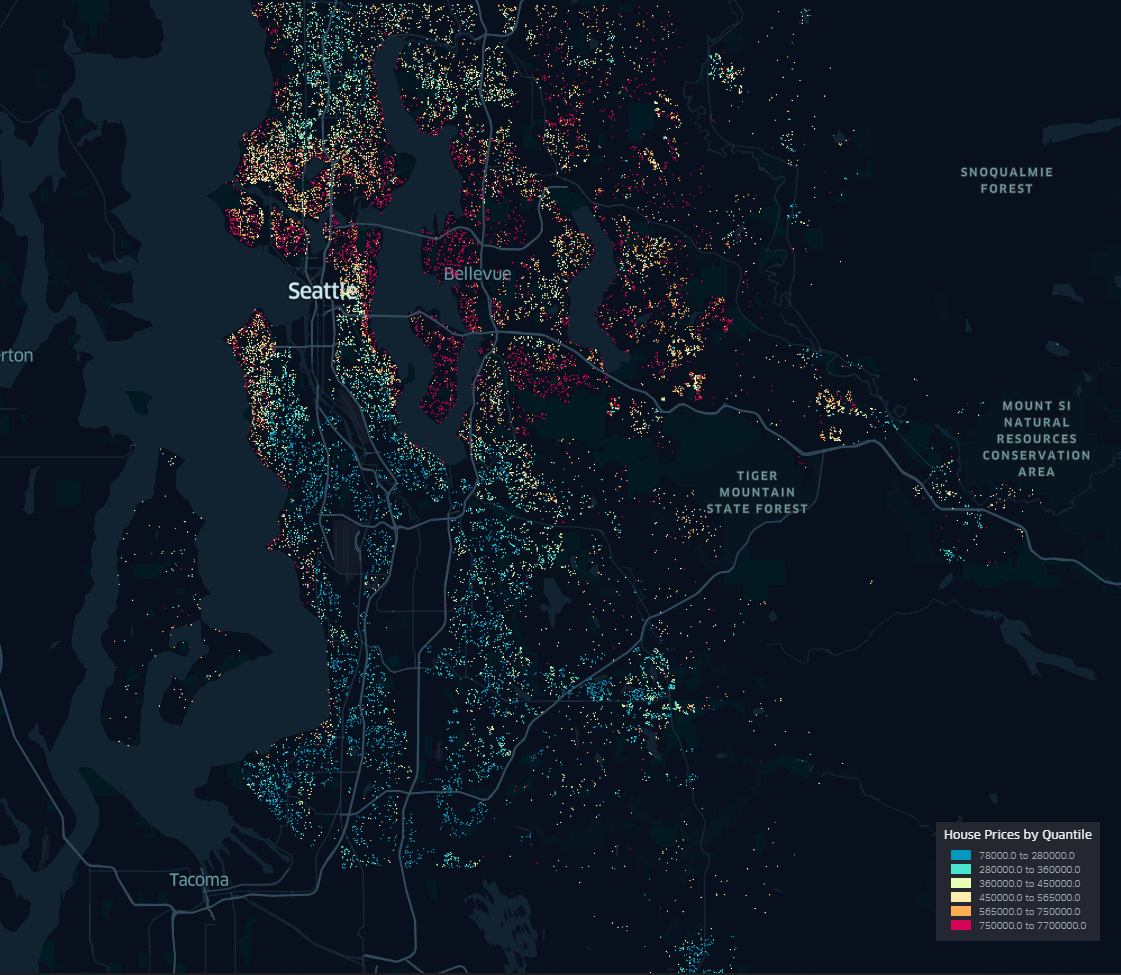 SNOQUALMIE
FOREST
Bellevue
Seattle
erton
MOUNT SI
NATURAL
RESOURCES
CONSERVATION
AREA
TIGER
MOUNTAIN
STATE FOREST
Tacoma
House Prices by Quantile
78000.0 to 280000.0
280000.0 to 360000.0
360000.0 to 450000.0
450000.0 to 565000.0
565000.0 to 750000.0
750000.0 to 7700000.0